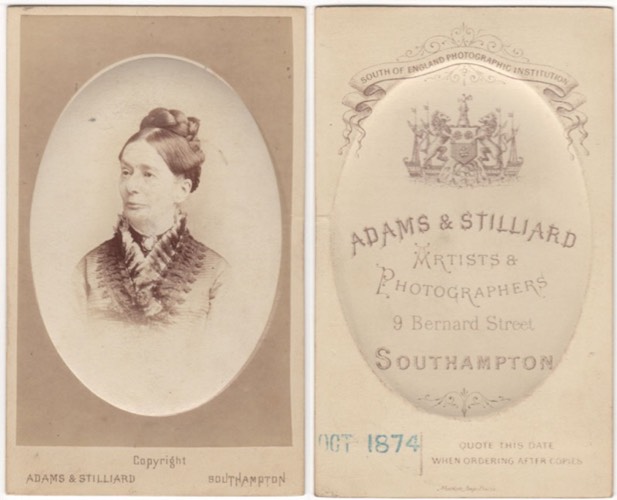 Copyright
ADAMS & STILLIARD SOUTHAMPTON
SOUTH OF ENGLAND PHOTOGRAPHIC INSTITUTION
ADAMS & STILLIARD
ARTISTS &
PHOTOGRAPHERS
9 Bernard Street
SOUTHAMPTON
OCT 1874
QUOTE THIS DATE
WHEN ORDERING AFTER COPIES